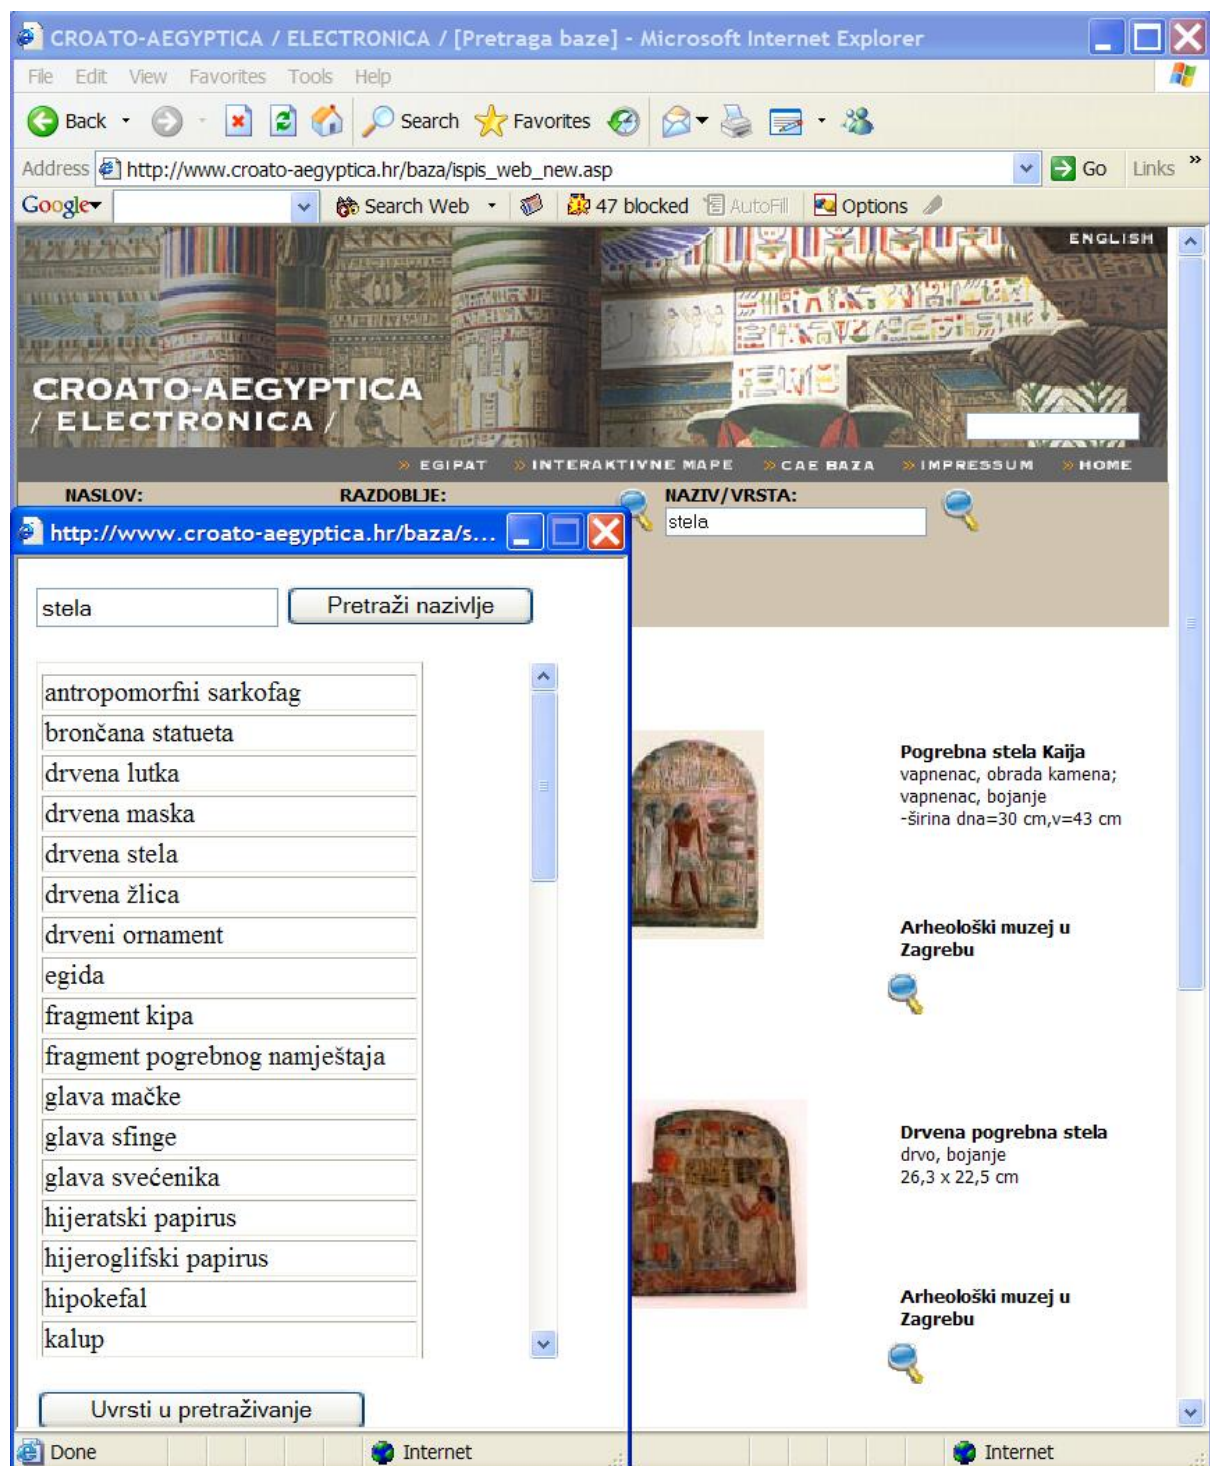 CROATO-AEGYPTICA / ELECTRONICA / [Pretraga baze] - Microsoft Internet Explorer
File Edit View Favorites Tools Help
Back Search Favorites
Address http://www.croato-aegyptica.hr/baza/ispis_web_new.asp Go Links »
Google Search Web 47 blocked AutoFill Options
ENGLISH
CROATO-AEGYPTICA
/ ELECTRONICA /
» EGIPAT » INTERAKTIVNE MAPE » CAE BAZA » IMPRESSUM » HOME
NASLOV: RAZDOBLJE: NAZIV/VRSTA:
stela
http://www.croato-aegyptica.hr/baza/s...
stela Pretraži nazivlje
antropomorfni sarkofag
brončana statueta
drvena lutka
drvena maska
drvena stela
drvena žlica
drveni ornament
egida
fragment kipa
fragment pogrebnog namještaja
glava mačke
glava sfinge
glava svećenika
hijeratski papirus
hijeroglifski papirus
hipokefal
kalup
Uvrsti u pretraživanje
Done Internet
Pogrebna stela Kaija
vapnenac, obrada kamena;
vapnenac, bojanje
-širina dna=30 cm,v=43 cm
Arheološki muzej u
Zagrebu
Drvena pogrebna stela
drvo, bojanje
26,3 x 22,5 cm
Arheološki muzej u
Zagrebu
Internet